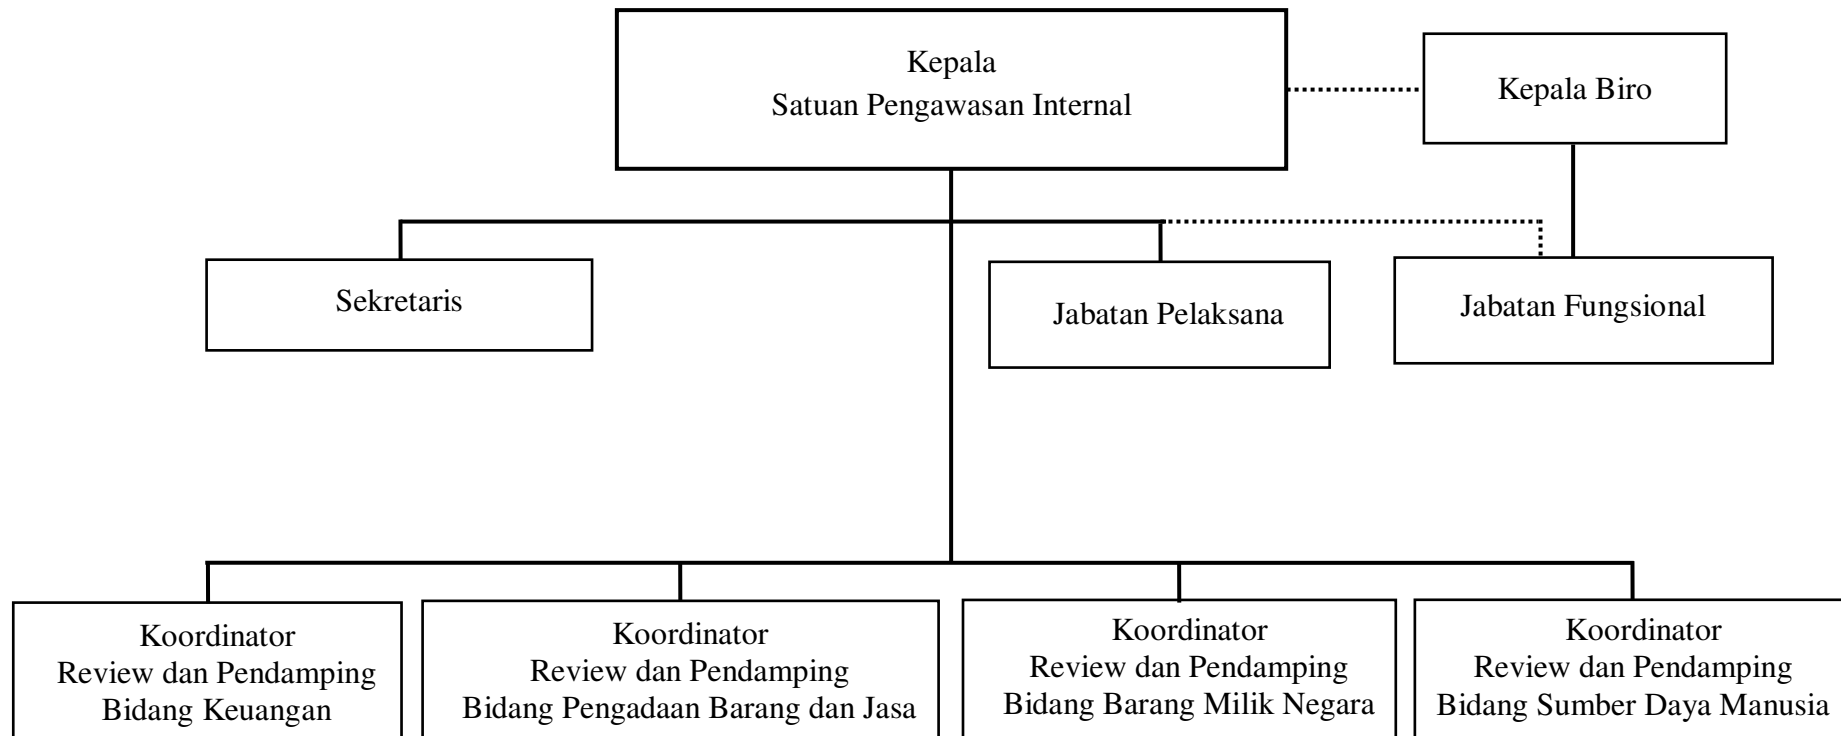 Kepala
Satuan Pengawasan Internal
Kepala Biro
Sekretaris
Jabatan Pelaksana
Jabatan Fungsional
Koordinator
Review dan Pendamping
Bidang Keuangan
Koordinator
Review dan Pendamping
Bidang Pengadaan Barang dan Jasa
Koordinator
Review dan Pendamping
Bidang Barang Milik Negara
Koordinator
Review dan Pendamping
Bidang Sumber Daya Manusia